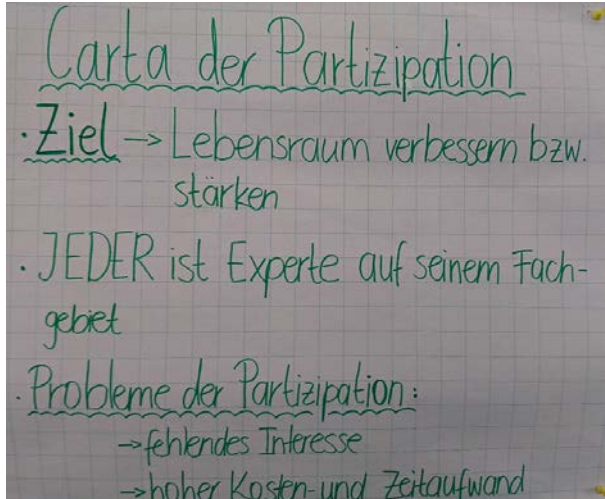 Carta der Partizipation
· Ziel → Lebensraum verbessern bzw.
stärken
· JEDER ist Experte auf seinem Fach-
gebiet
· Probleme der Partizipation:
→ fehlendes Interesse
→ hoher Kosten- und Zeitaufwand